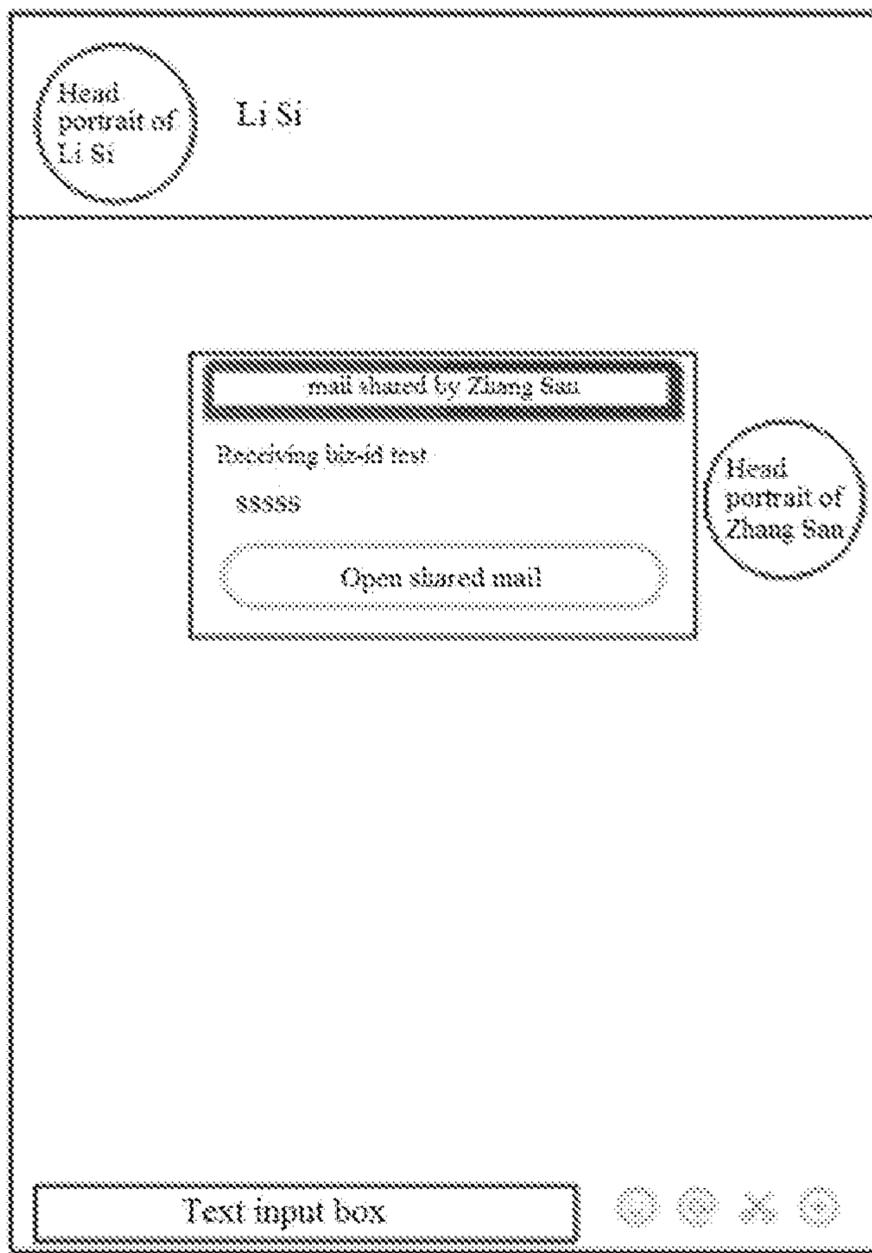 Head
portrait of
Li Si
Li Si
mail shared by Zhang San
Receiving biz-id test
sssss
Open shared mail
Head
portrait of
Zhang San
Text input box